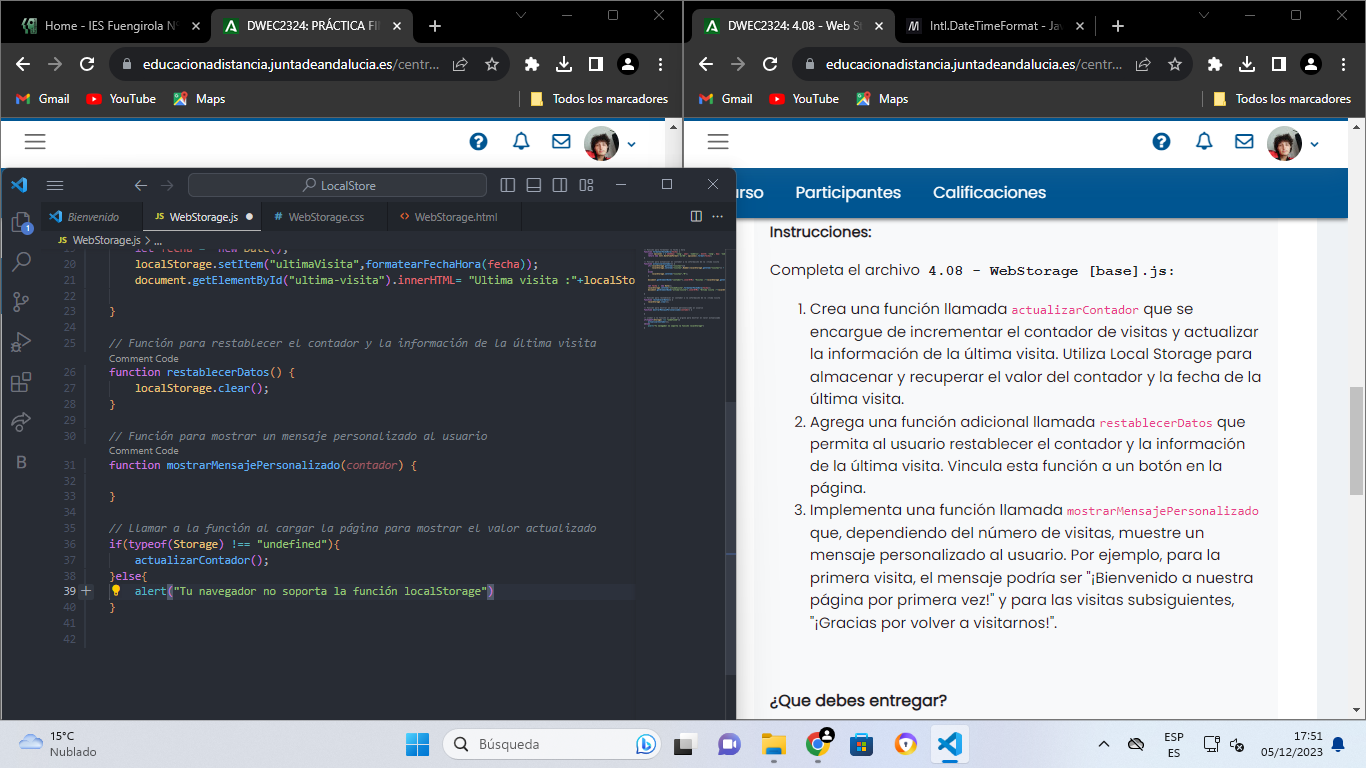 Home - IES Fuengirola Nº
DWEC2324: PRÁCTICA FI
educacionadistancia.juntadeandalucia.es/centr...
Gmail
YouTube
Maps
Todos los marcadores
DWEC2324: 4.08 - Web S
Intl.DateTimeFormat - Ja
educacionadistancia.juntadeandalucia.es/centr...
Gmail
YouTube
Maps
Todos los marcadores
LocalStore
Bienvenido
JS WebStorage.js
# WebStorage.css
<> WebStorage.html
JS WebStorage.js > ...
19 let fecha = new Date();
20 localStorage.setItem("ultimaVisita",formatearFechaHora(fecha));
21 document.getElementById("ultima-visita").innerHTML= "Ultima visita :"+localSto
22
23 }
24
25 // Función para restablecer el contador y la información de la última visita
Comment Code
26 function restablecerDatos() {
27 localStorage.clear();
28 }
29
30 // Función para mostrar un mensaje personalizado al usuario
Comment Code
31 function mostrarMensajePersonalizado(contador) {
32
33 }
34
35 // Llamar a la función al cargar la página para mostrar el valor actualizado
36 if(typeof(Storage) !== "undefined"){
37 actualizarContador();
38 }else{
39 alert("Tu navegador no soporta la función localStorage")
40 }
41
42
1
B
urso
Participantes
Calificaciones
Instrucciones:
Completa el archivo 4.08 - WebStorage [base].js:
1. Crea una función llamada actualizarContador que se
encargue de incrementar el contador de visitas y actualizar
la información de la última visita. Utiliza Local Storage para
almacenar y recuperar el valor del contador y la fecha de la
última visita.
2. Agrega una función adicional llamada restablecerDatos que
permita al usuario restablecer el contador y la información
de la última visita. Vincula esta función a un botón en la
página.
3. Implementa una función llamada mostrarMensajePersonalizado
que, dependiendo del número de visitas, muestre un
mensaje personalizado al usuario. Por ejemplo, para la
primera visita, el mensaje podría ser "¡Bienvenido a nuestra
página por primera vez!" y para las visitas subsiguientes,
"¡Gracias por volver a visitarnos!".
¿Que debes entregar?
15°C
Nublado
Búsqueda
ESP
ES
17:51
05/12/2023